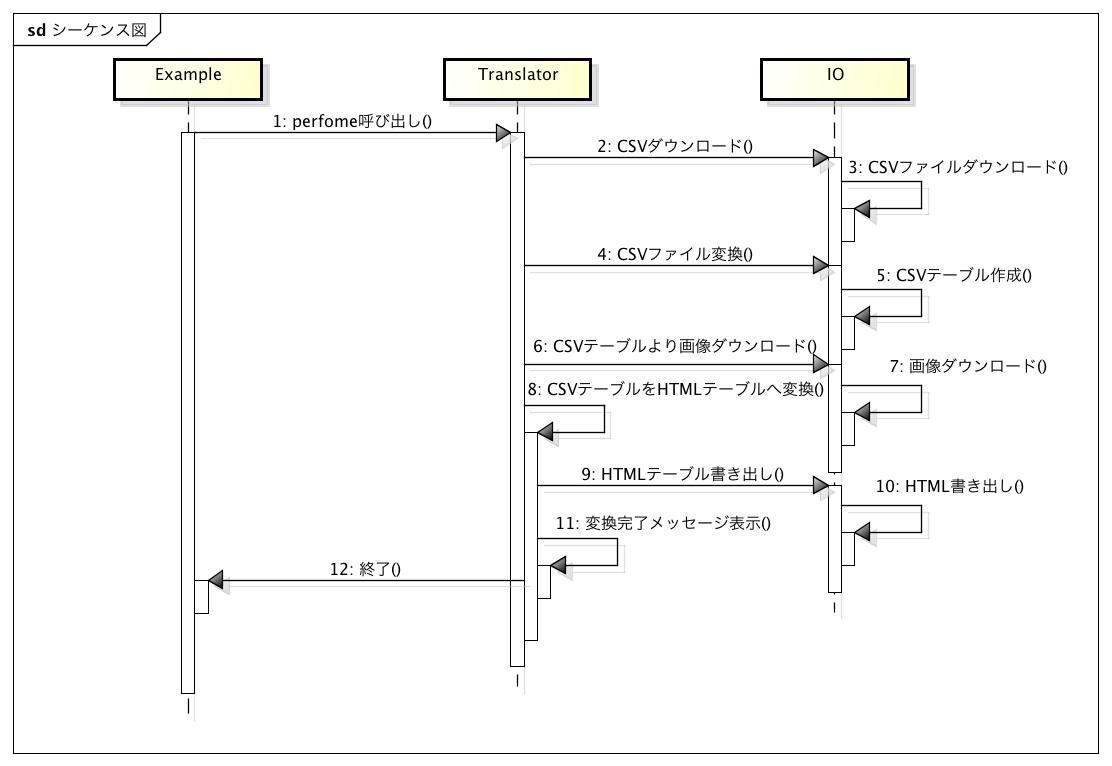 sd シーケンス図
Example
Translator
IO
1: perfome呼び出し()
2: CSVダウンロード()
3: CSVファイルダウンロード()
4: CSVファイル変換()
5: CSVテーブル作成()
6: CSVテーブルより画像ダウンロード()
7: 画像ダウンロード()
8: CSVテーブルをHTMLテーブルへ変換()
9: HTMLテーブル書き出し()
10: HTML書き出し()
11: 変換完了メッセージ表示()
12: 終了()